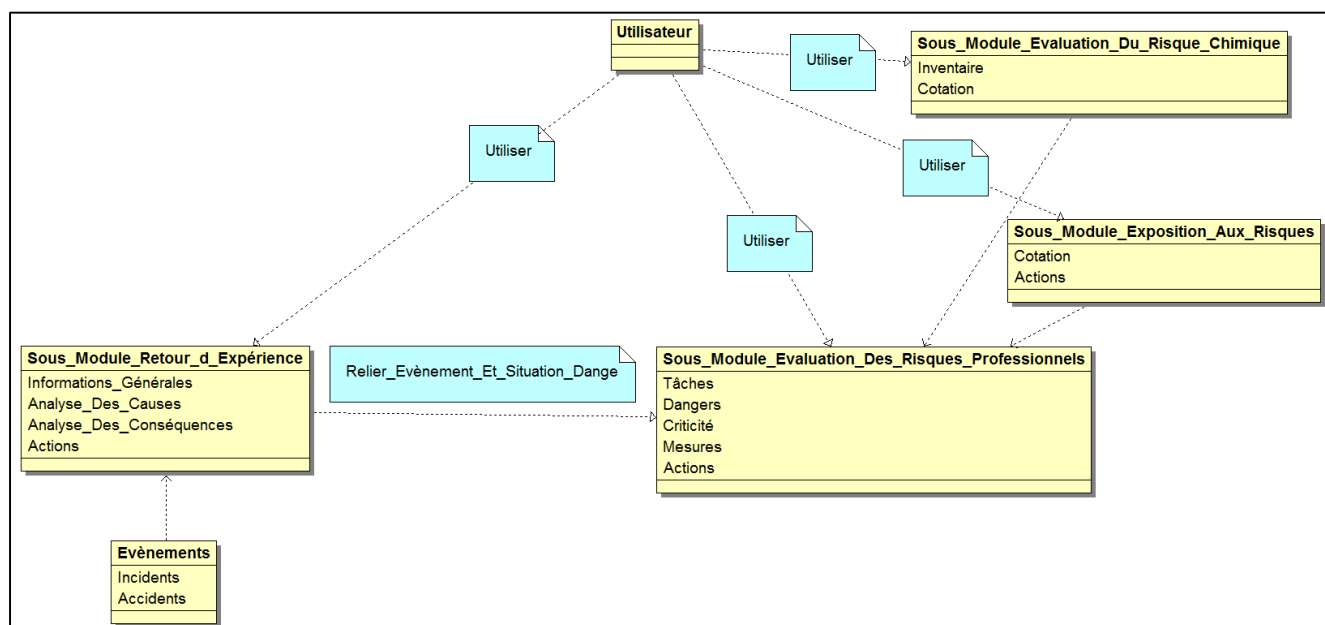 Utilisateur
Utiliser
Sous_Module_Evaluation_Du_Risque_Chimique
Inventaire
Cotation
Utiliser
Utiliser
Utiliser
Sous_Module_Exposition_Aux_Risques
Cotation
Actions
Sous_Module_Retour_d_Expérience
Informations_Générales
Analyse_Des_Causes
Analyse_Des_Conséquences
Actions
Relier_Evènement_Et_Situation_Dange
Sous_Module_Evaluation_Des_Risques_Professionnels
Tâches
Dangers
Criticité
Mesures
Actions
Evènements
Incidents
Accidents